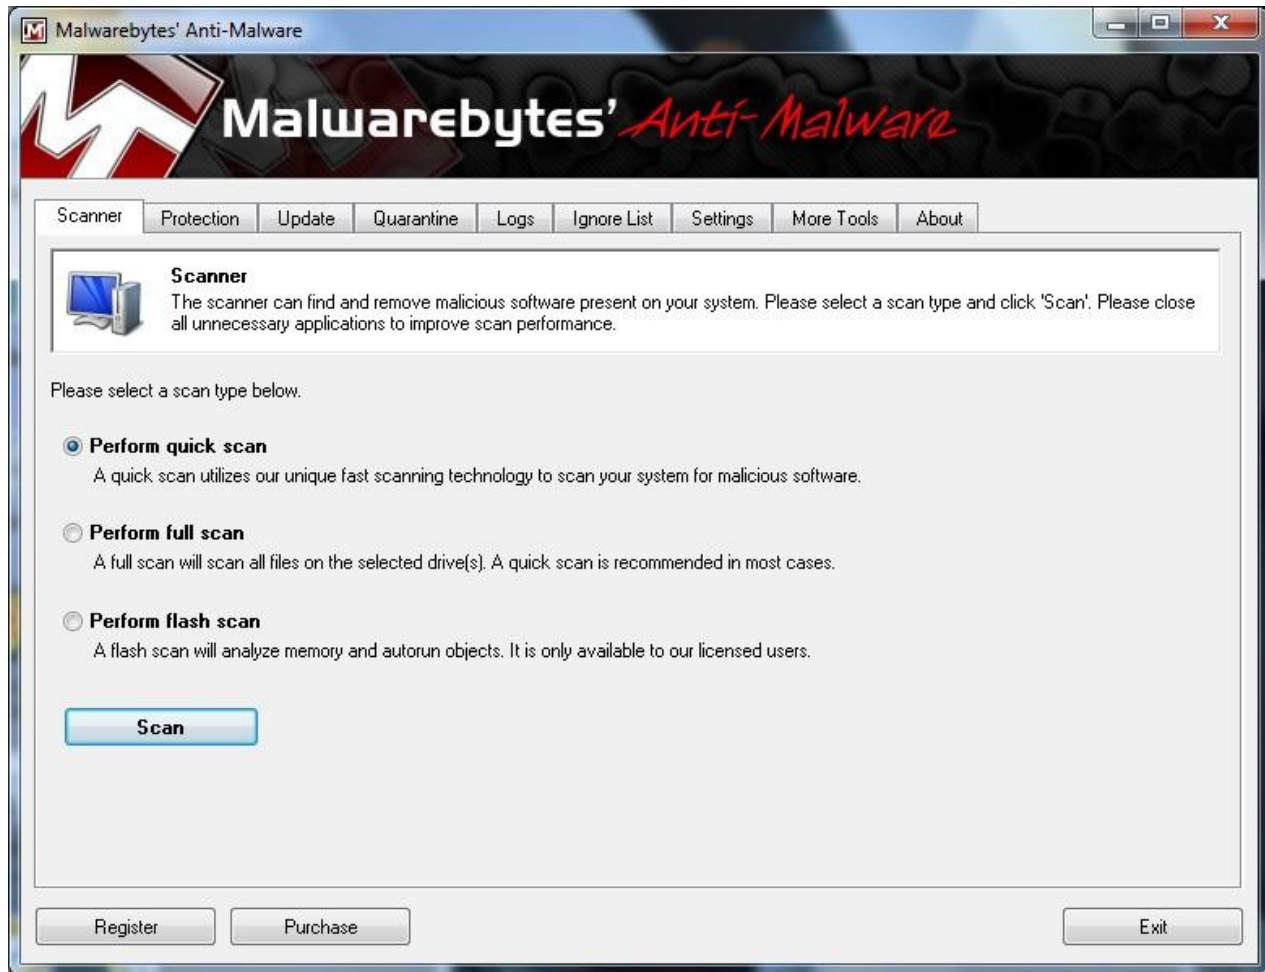 Malwarebytes' Anti-Malware
Malwarebytes' Anti-Malware
Scanner Protection Update Quarantine Logs Ignore List Settings More Tools About
Scanner
The scanner can find and remove malicious software present on your system. Please select a scan type and click 'Scan'. Please close
all unnecessary applications to improve scan performance.
Please select a scan type below.
Perform quick scan
A quick scan utilizes our unique fast scanning technology to scan your system for malicious software.
Perform full scan
A full scan will scan all files on the selected drive(s). A quick scan is recommended in most cases.
Perform flash scan
A flash scan will analyze memory and autorun objects. It is only available to our licensed users.
Scan
Register Purchase Exit